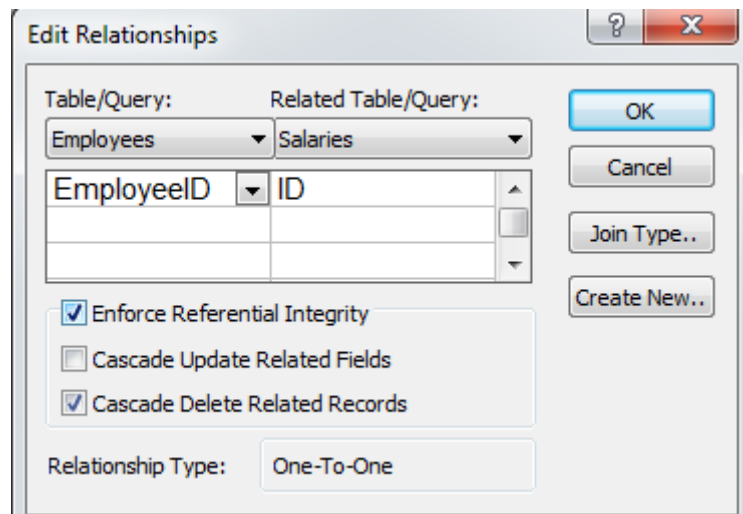 Edit Relationships
Table/Query: Related Table/Query:
Employees Salaries
EmployeeID ID
Enforce Referential Integrity
Cascade Update Related Fields
Cascade Delete Related Records
Relationship Type: One-To-One
OK
Cancel
Join Type..
Create New..